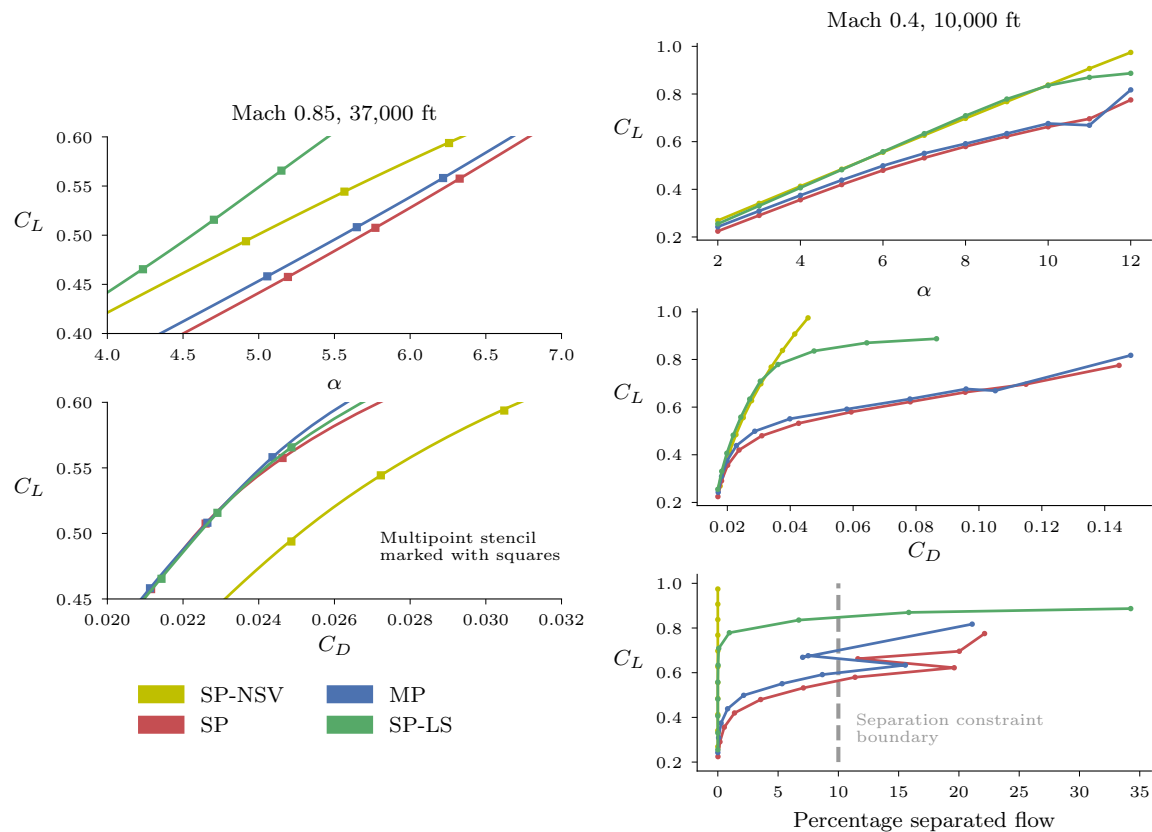 Mach 0.85, 37,000 ft
C_L
0.60
0.55
0.50
0.45
0.40
4.0 4.5 5.0 5.5 6.0 6.5 7.0
α
C_L
0.60
0.55
0.50
0.45
0.020 0.022 0.024 0.026 0.028 0.030 0.032
C_D
Multipoint stencil
marked with squares
SP-NSV MP
SP SP-LS
Mach 0.4, 10,000 ft
C_L
1.0
0.8
0.6
0.4
0.2
2 4 6 8 10 12
α
C_L
1.0
0.8
0.6
0.4
0.2
0.02 0.04 0.06 0.08 0.10 0.12 0.14
C_D
C_L
1.0
0.8
0.6
0.4
0.2
Separation constraint
boundary
0 5 10 15 20 25 30 35
Percentage separated flow